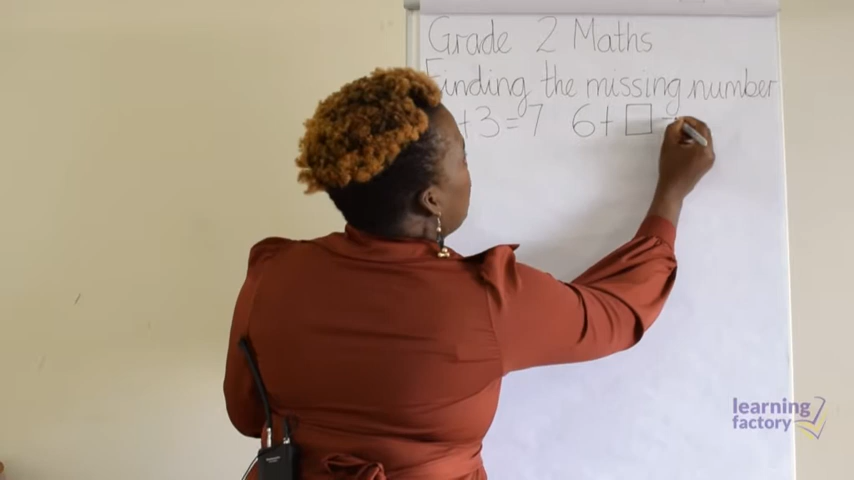 Grade 2 Maths
Finding the missing number
+ 3 = 7 6 + □
learning
factory